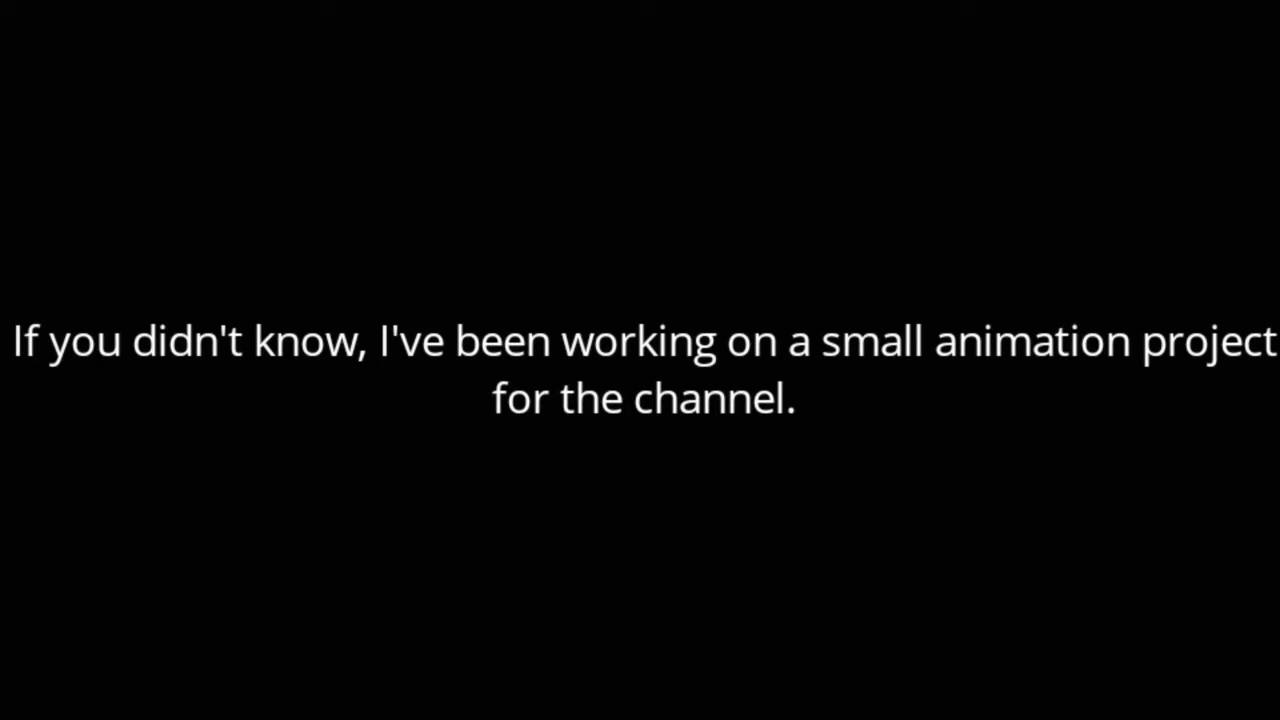 If you didn't know, I've been working on a small animation project
for the channel.